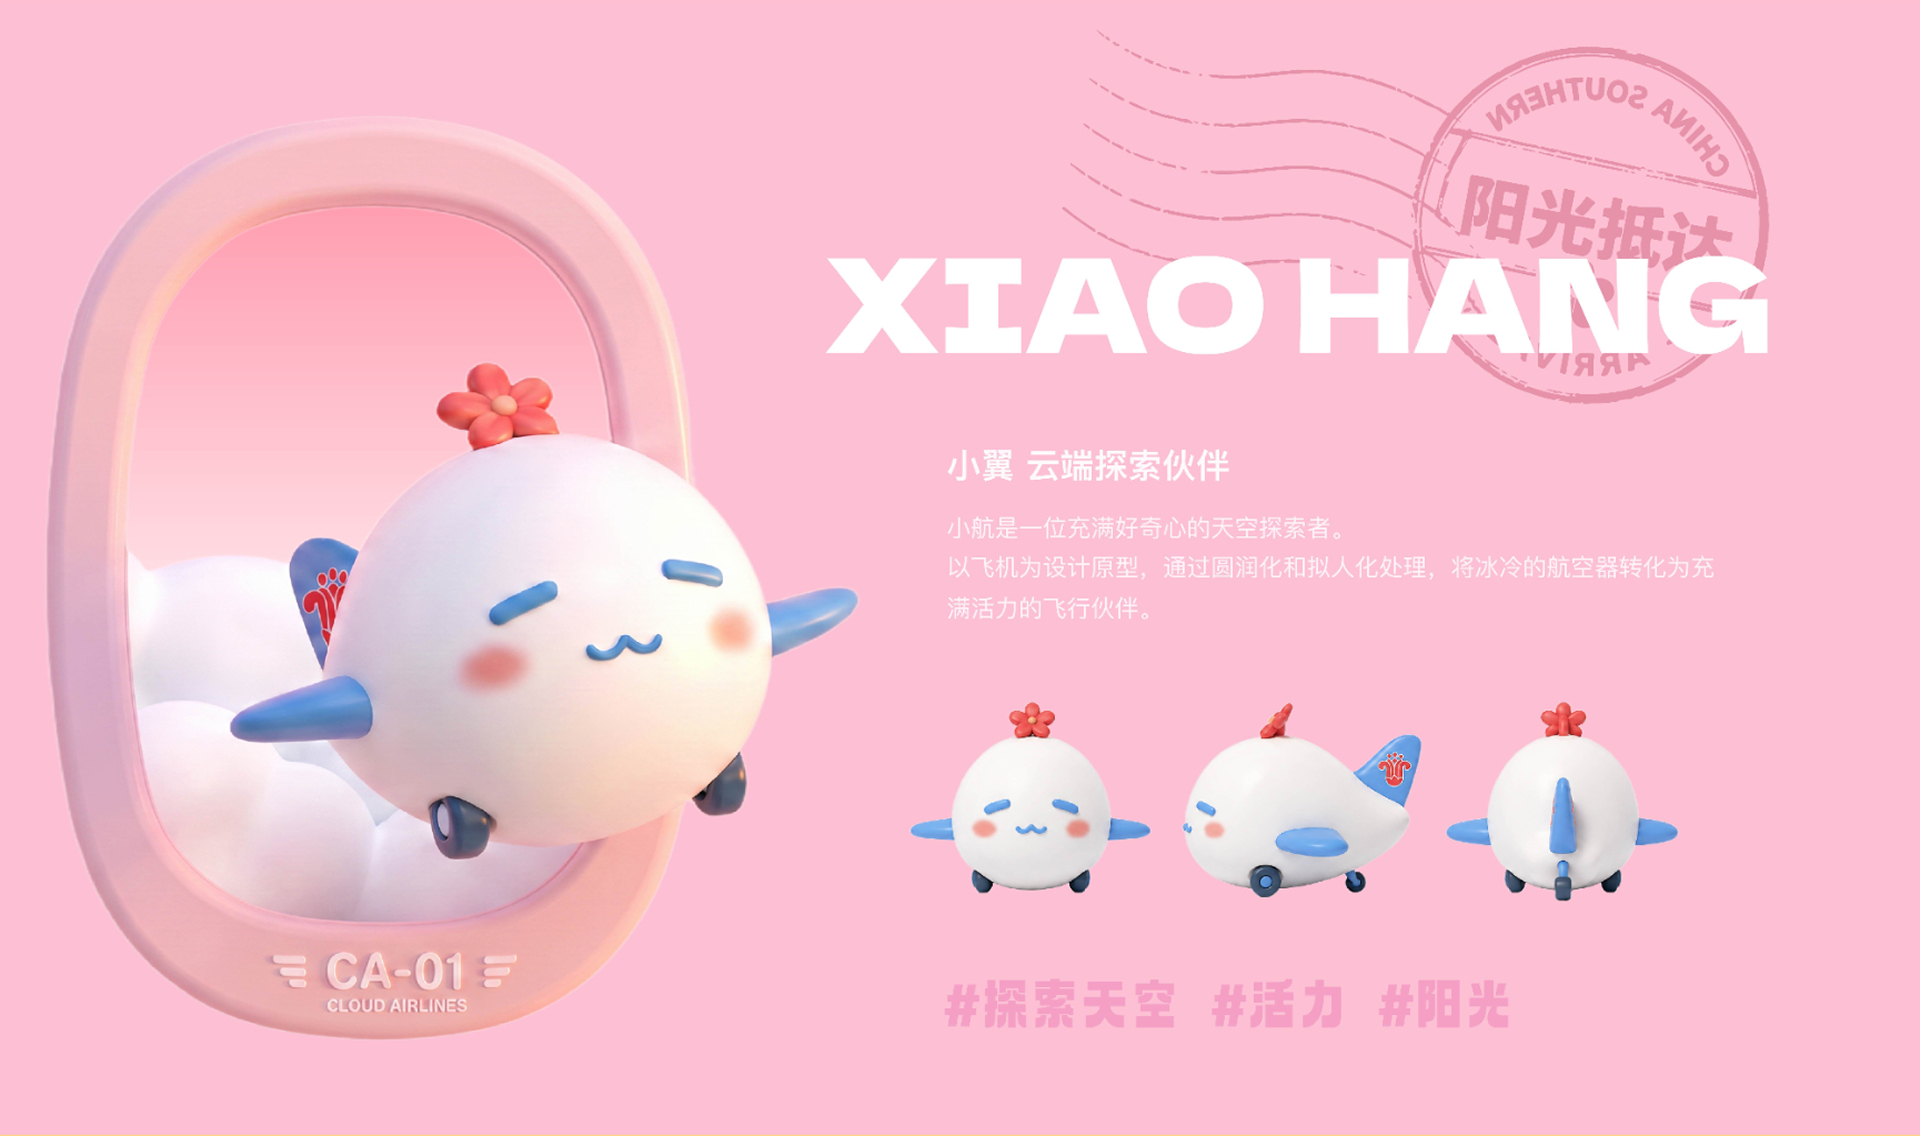 CHINA SOUTHERN
阳光抵达
XIAO HANG
小翼 云端探索伙伴
小航是一位充满好奇心的天空探索者。
以飞机为设计原型，通过圆润化和拟人化处理，将冰冷的航空器转化为充
满活力的飞行伙伴。
CA-01
CLOUD AIRLINES
#探索天空 #活力 #阳光